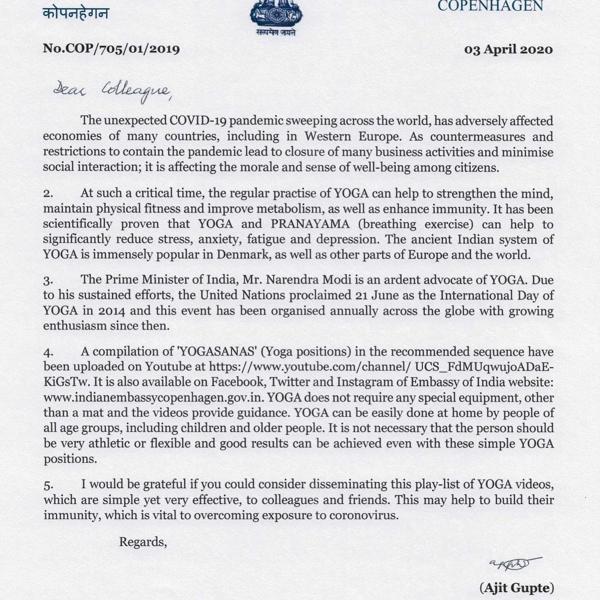 कोपनहेगन
COPENHAGEN
सत्यमेव जयते
No.COP/705/01/2019
03 April 2020
Dear Colleague,
The unexpected COVID-19 pandemic sweeping across the world, has adversely affected
economies of many countries, including in Western Europe. As countermeasures and
restrictions to contain the pandemic lead to closure of many business activities and minimise
social interaction; it is affecting the morale and sense of well-being among citizens.
2. At such a critical time, the regular practise of YOGA can help to strengthen the mind,
maintain physical fitness and improve metabolism, as well as enhance immunity. It has been
scientifically proven that YOGA and PRANAYAMA (breathing exercise) can help to
significantly reduce stress, anxiety, fatigue and depression. The ancient Indian system of
YOGA is immensely popular in Denmark, as well as other parts of Europe and the world.
3. The Prime Minister of India, Mr. Narendra Modi is an ardent advocate of YOGA. Due
to his sustained efforts, the United Nations proclaimed 21 June as the International Day of
YOGA in 2014 and this event has been organised annually across the globe with growing
enthusiasm since then.
4. A compilation of 'YOGASANAS' (Yoga positions) in the recommended sequence have
been uploaded on Youtube at https://www.youtube.com/channel/ UCS_FdMUqwujoADaE-
KiGsTw. It is also available on Facebook, Twitter and Instagram of Embassy of India website:
www.indianembassycopenhagen.gov.in. YOGA does not require any special equipment, other
than a mat and the videos provide guidance. YOGA can be easily done at home by people of
all age groups, including children and older people. It is not necessary that the person should
be very athletic or flexible and good results can be achieved even with these simple YOGA
positions.
5. I would be grateful if you could consider disseminating this play-list of YOGA videos,
which are simple yet very effective, to colleagues and friends. This may help to build their
immunity, which is vital to overcoming exposure to coronovirus.
Regards,
(Ajit Gupte)